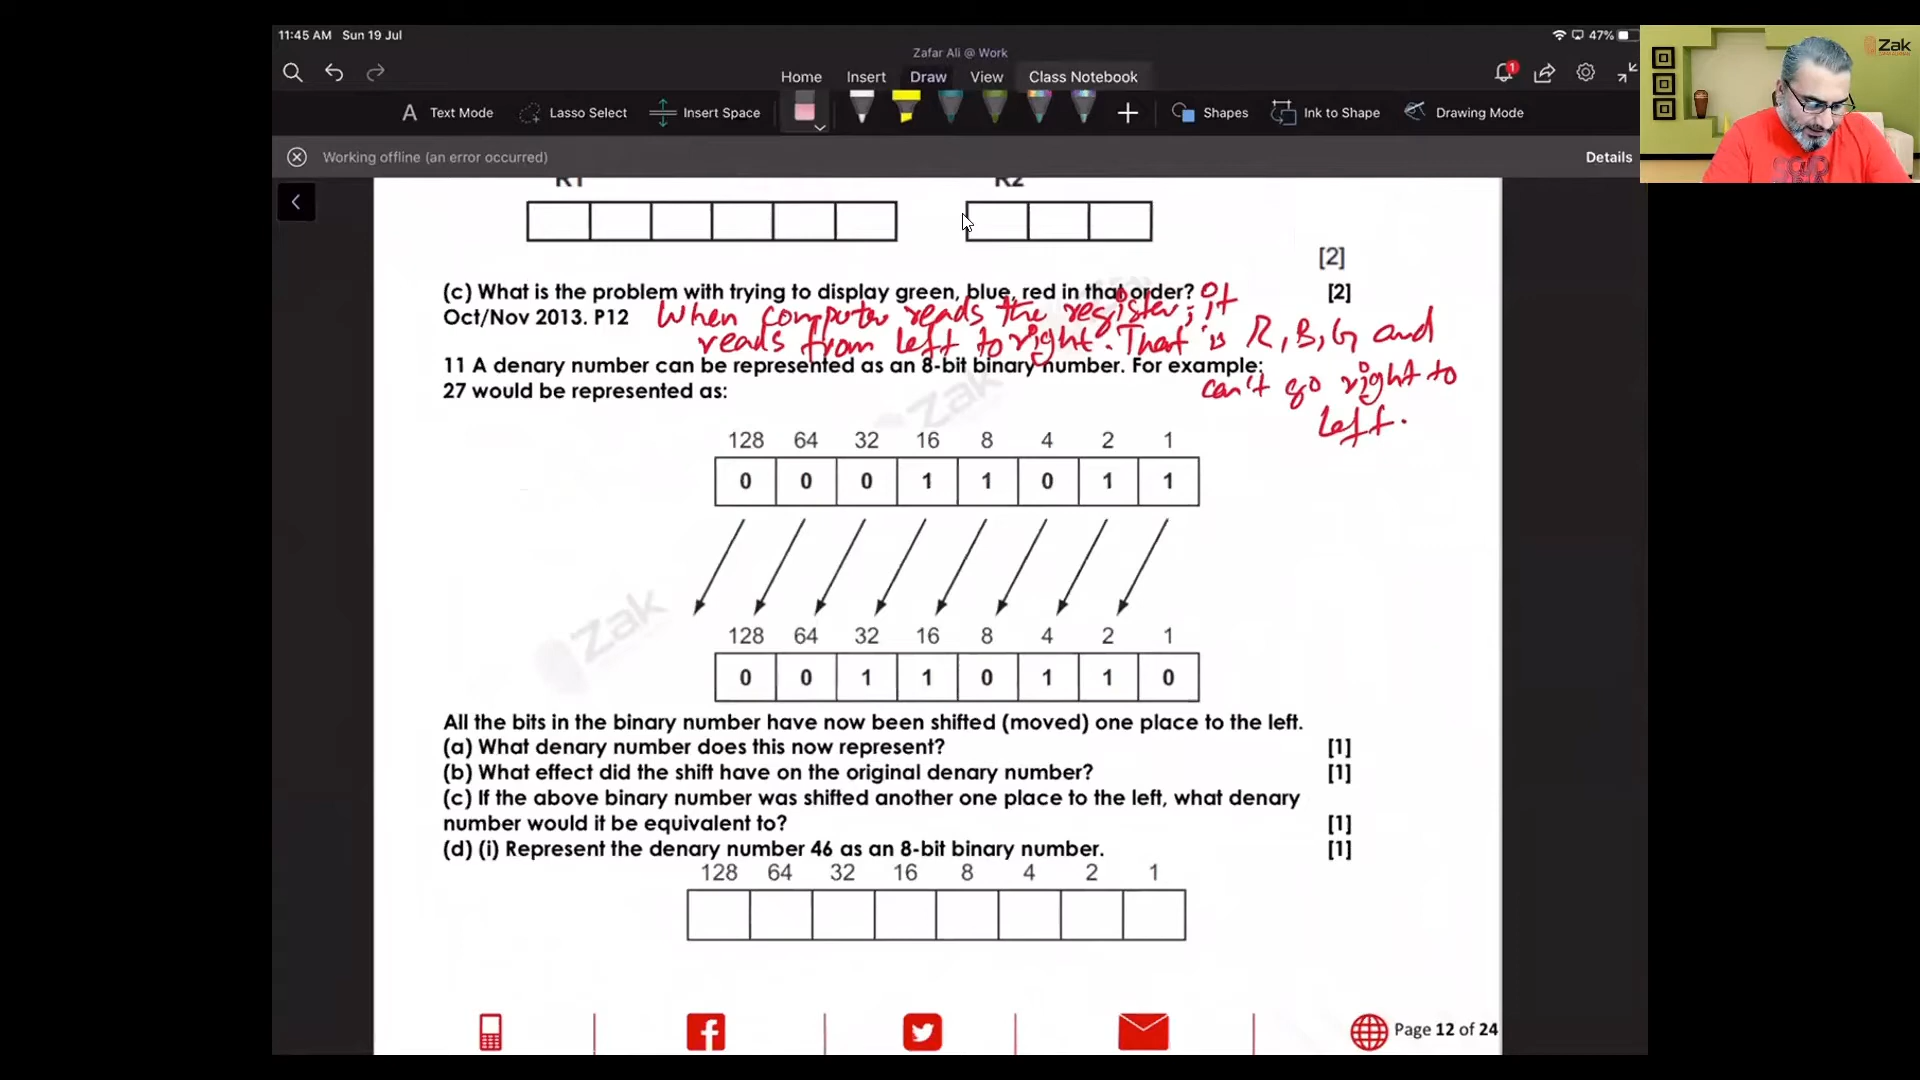 11:45 AM Sun 19 Jul
47%
Zafar Ali @ Work
Home Insert Draw View Class Notebook
1
Zak
A Text Mode Lasso Select Insert Space Shapes Ink to Shape Drawing Mode
Working offline (an error occurred) Details
R1 R2
[2]
(c) What is the problem with trying to display green, blue, red in that order? [2]
Oct/Nov 2013. P12
When computer reads the register; it
reads from left to right. That is R, B, G and
can't go right to
left.
11 A denary number can be represented as an 8-bit binary number. For example:
27 would be represented as:
Zak
128 64 32 16 8 4 2 1
0 0 0 1 1 0 1 1
Zak
128 64 32 16 8 4 2 1
0 0 1 1 0 1 1 0
All the bits in the binary number have now been shifted (moved) one place to the left.
(a) What denary number does this now represent? [1]
(b) What effect did the shift have on the original denary number? [1]
(c) If the above binary number was shifted another one place to the left, what denary
number would it be equivalent to? [1]
(d) (i) Represent the denary number 46 as an 8-bit binary number. [1]
128 64 32 16 8 4 2 1
Page 12 of 24